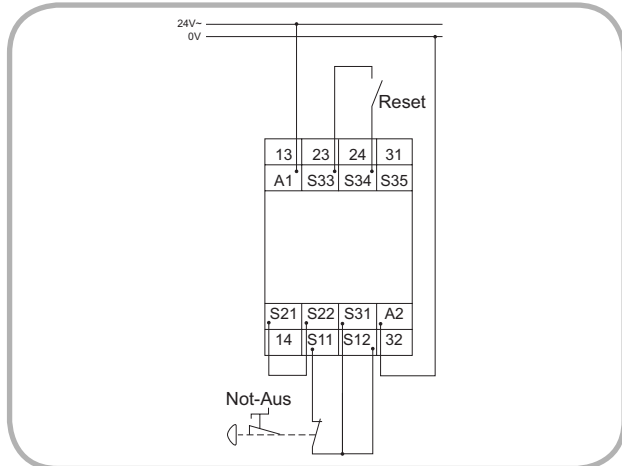 24V~
0V
Reset
13 23 24 31
A1 S33 S34 S35
S21 S22 S31 A2
14 S11 S12 32
Not-Aus